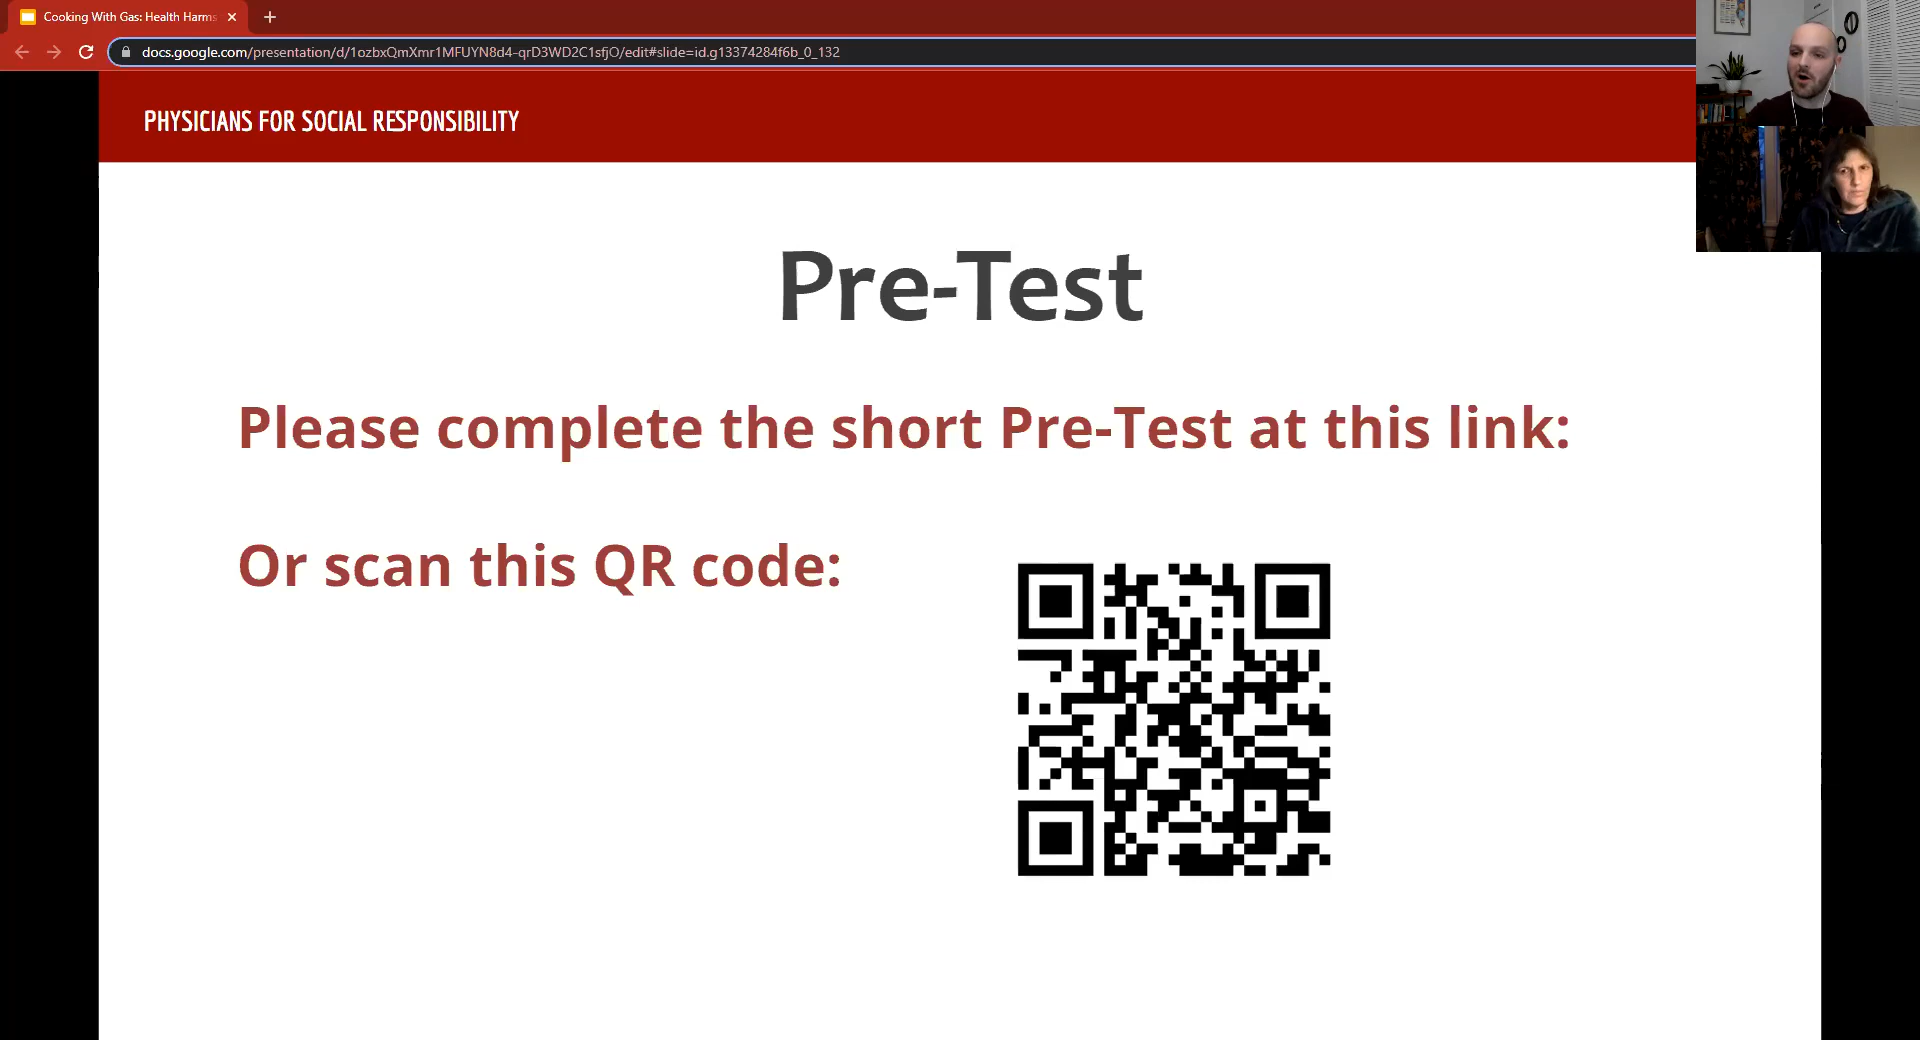 Cooking With Gas: Health Harms
docs.google.com/presentation/d/1ozbxQmXmr1MFUYN8d4-qrD3WD2C1sfjO/edit#slide=id.g13374284f6b_0_132
PHYSICIANS FOR SOCIAL RESPONSIBILITY
Pre-Test
Please complete the short Pre-Test at this link:
Or scan this QR code: